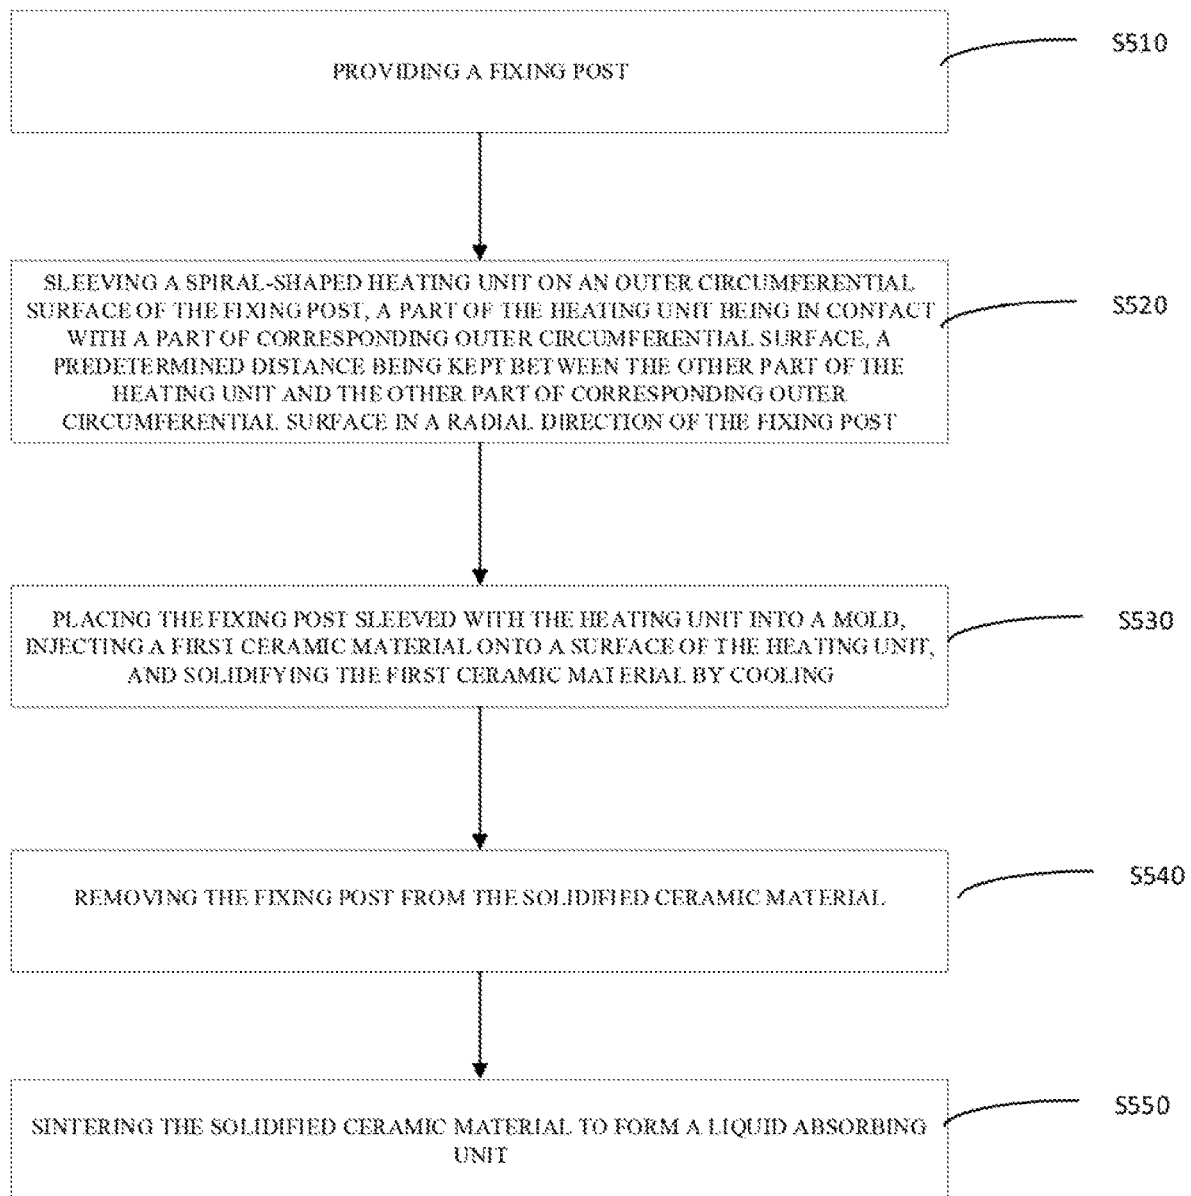 PROVIDING A FIXING POST
S510
SLEEVING A SPIRAL-SHAPED HEATING UNIT ON AN OUTER CIRCUMFERENTIAL
SURFACE OF THE FIXING POST, A PART OF THE HEATING UNIT BEING IN CONTACT
WITH A PART OF CORRESPONDING OUTER CIRCUMFERENTIAL SURFACE, A
PREDETERMINED DISTANCE BEING KEPT BETWEEN THE OTHER PART OF THE
HEATING UNIT AND THE OTHER PART OF CORRESPONDING OUTER
CIRCUMFERENTIAL SURFACE IN A RADIAL DIRECTION OF THE FIXING POST
S520
PLACING THE FIXING POST SLEEVED WITH THE HEATING UNIT INTO A MOLD,
INJECTING A FIRST CERAMIC MATERIAL ONTO A SURFACE OF THE HEATING UNIT,
AND SOLIDIFYING THE FIRST CERAMIC MATERIAL BY COOLING
S530
REMOVING THE FIXING POST FROM THE SOLIDIFIED CERAMIC MATERIAL
S540
SINTERING THE SOLIDIFIED CERAMIC MATERIAL TO FORM A LIQUID ABSORBING
UNIT
S550